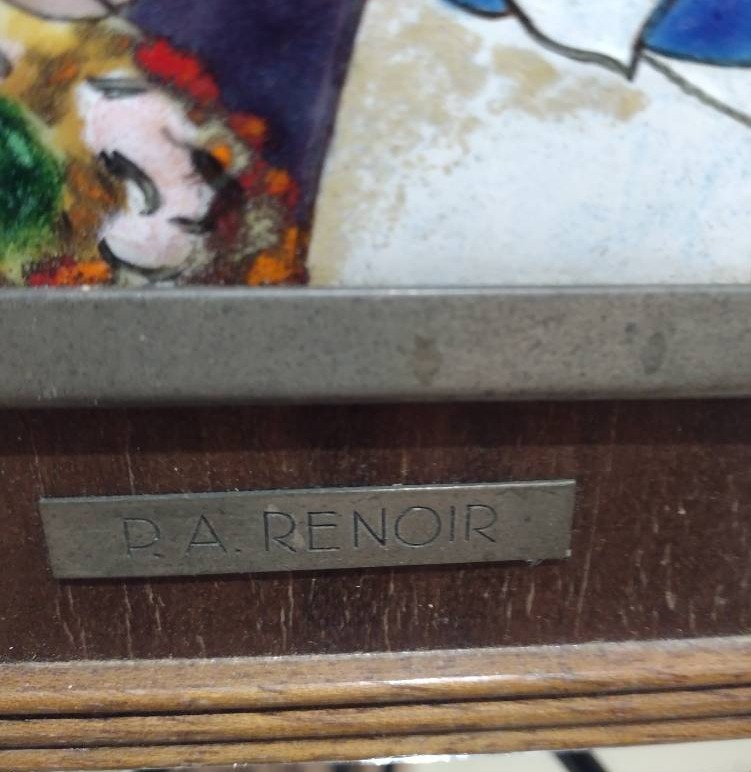 P. A. RENOIR